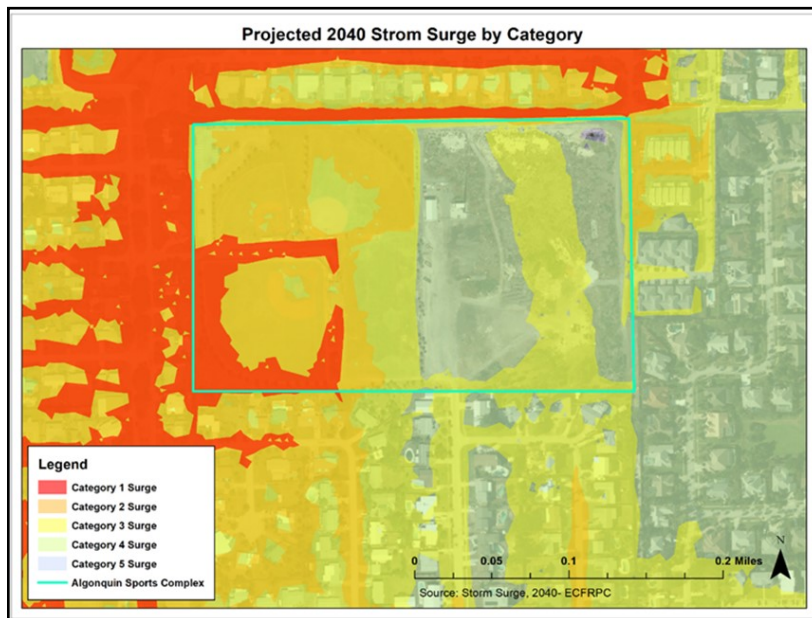 Projected 2040 Strom Surge by Category
Legend
Category 1 Surge
Category 2 Surge
Category 3 Surge
Category 4 Surge
Category 5 Surge
Algonquin Sports Complex
N
0 0.05 0.1 0.2 Miles
Source: Storm Surge, 2040- ECFRPC